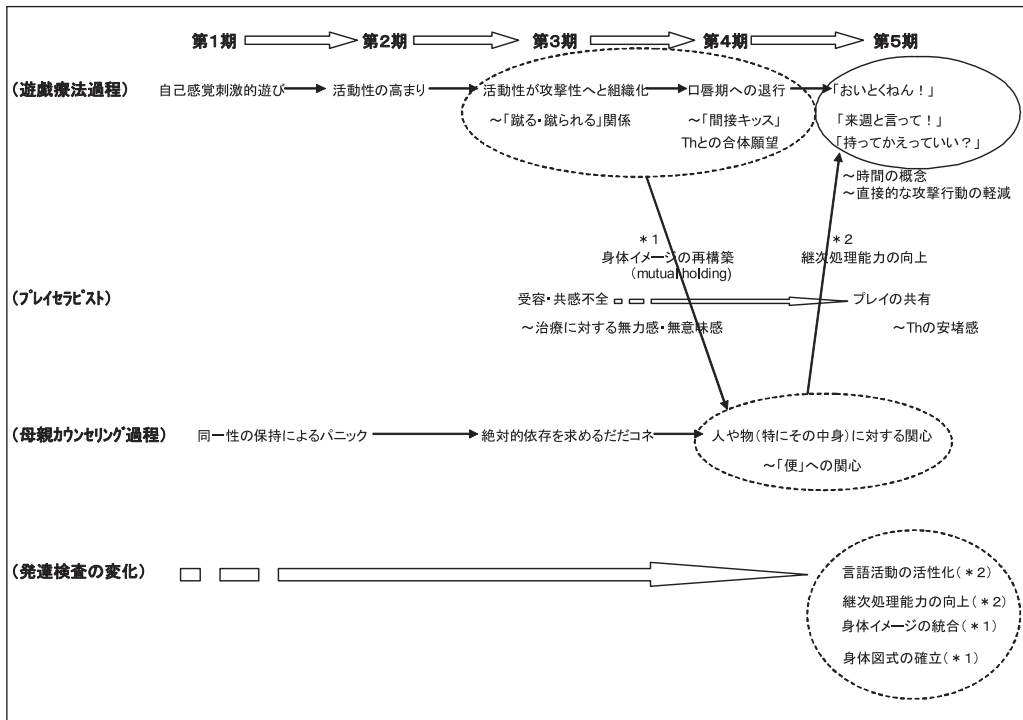 第1期 第2期 第3期 第4期 第5期
(遊戯療法過程) 自己感覚刺激的遊び 活動性の高まり 活動性が攻撃性へと組織化 口唇期への退行 「おいとくねん！」
～「蹴る・蹴られる」関係 ～「間接キッス」 「来週と言って！」
Thとの合体願望 「持ってかえっていい？」
～時間の概念
～直接的な攻撃行動の軽減
＊1 ＊2
身体イメージの再構築 継次処理能力の向上
(mutual holding)
(プレイセラピスト) 受容・共感不全 プレイの共有
～治療に対する無力感・無意味感 ～Thの安堵感
(母親カウンセリング過程) 同一性の保持によるパニック 絶対的依存を求めるだだコネ 人や物(特にその中身)に対する関心
～「便」への関心
(発達検査の変化) 言語活動の活性化(＊2)
継次処理能力の向上(＊2)
身体イメージの統合(＊1)
身体図式の確立(＊1)